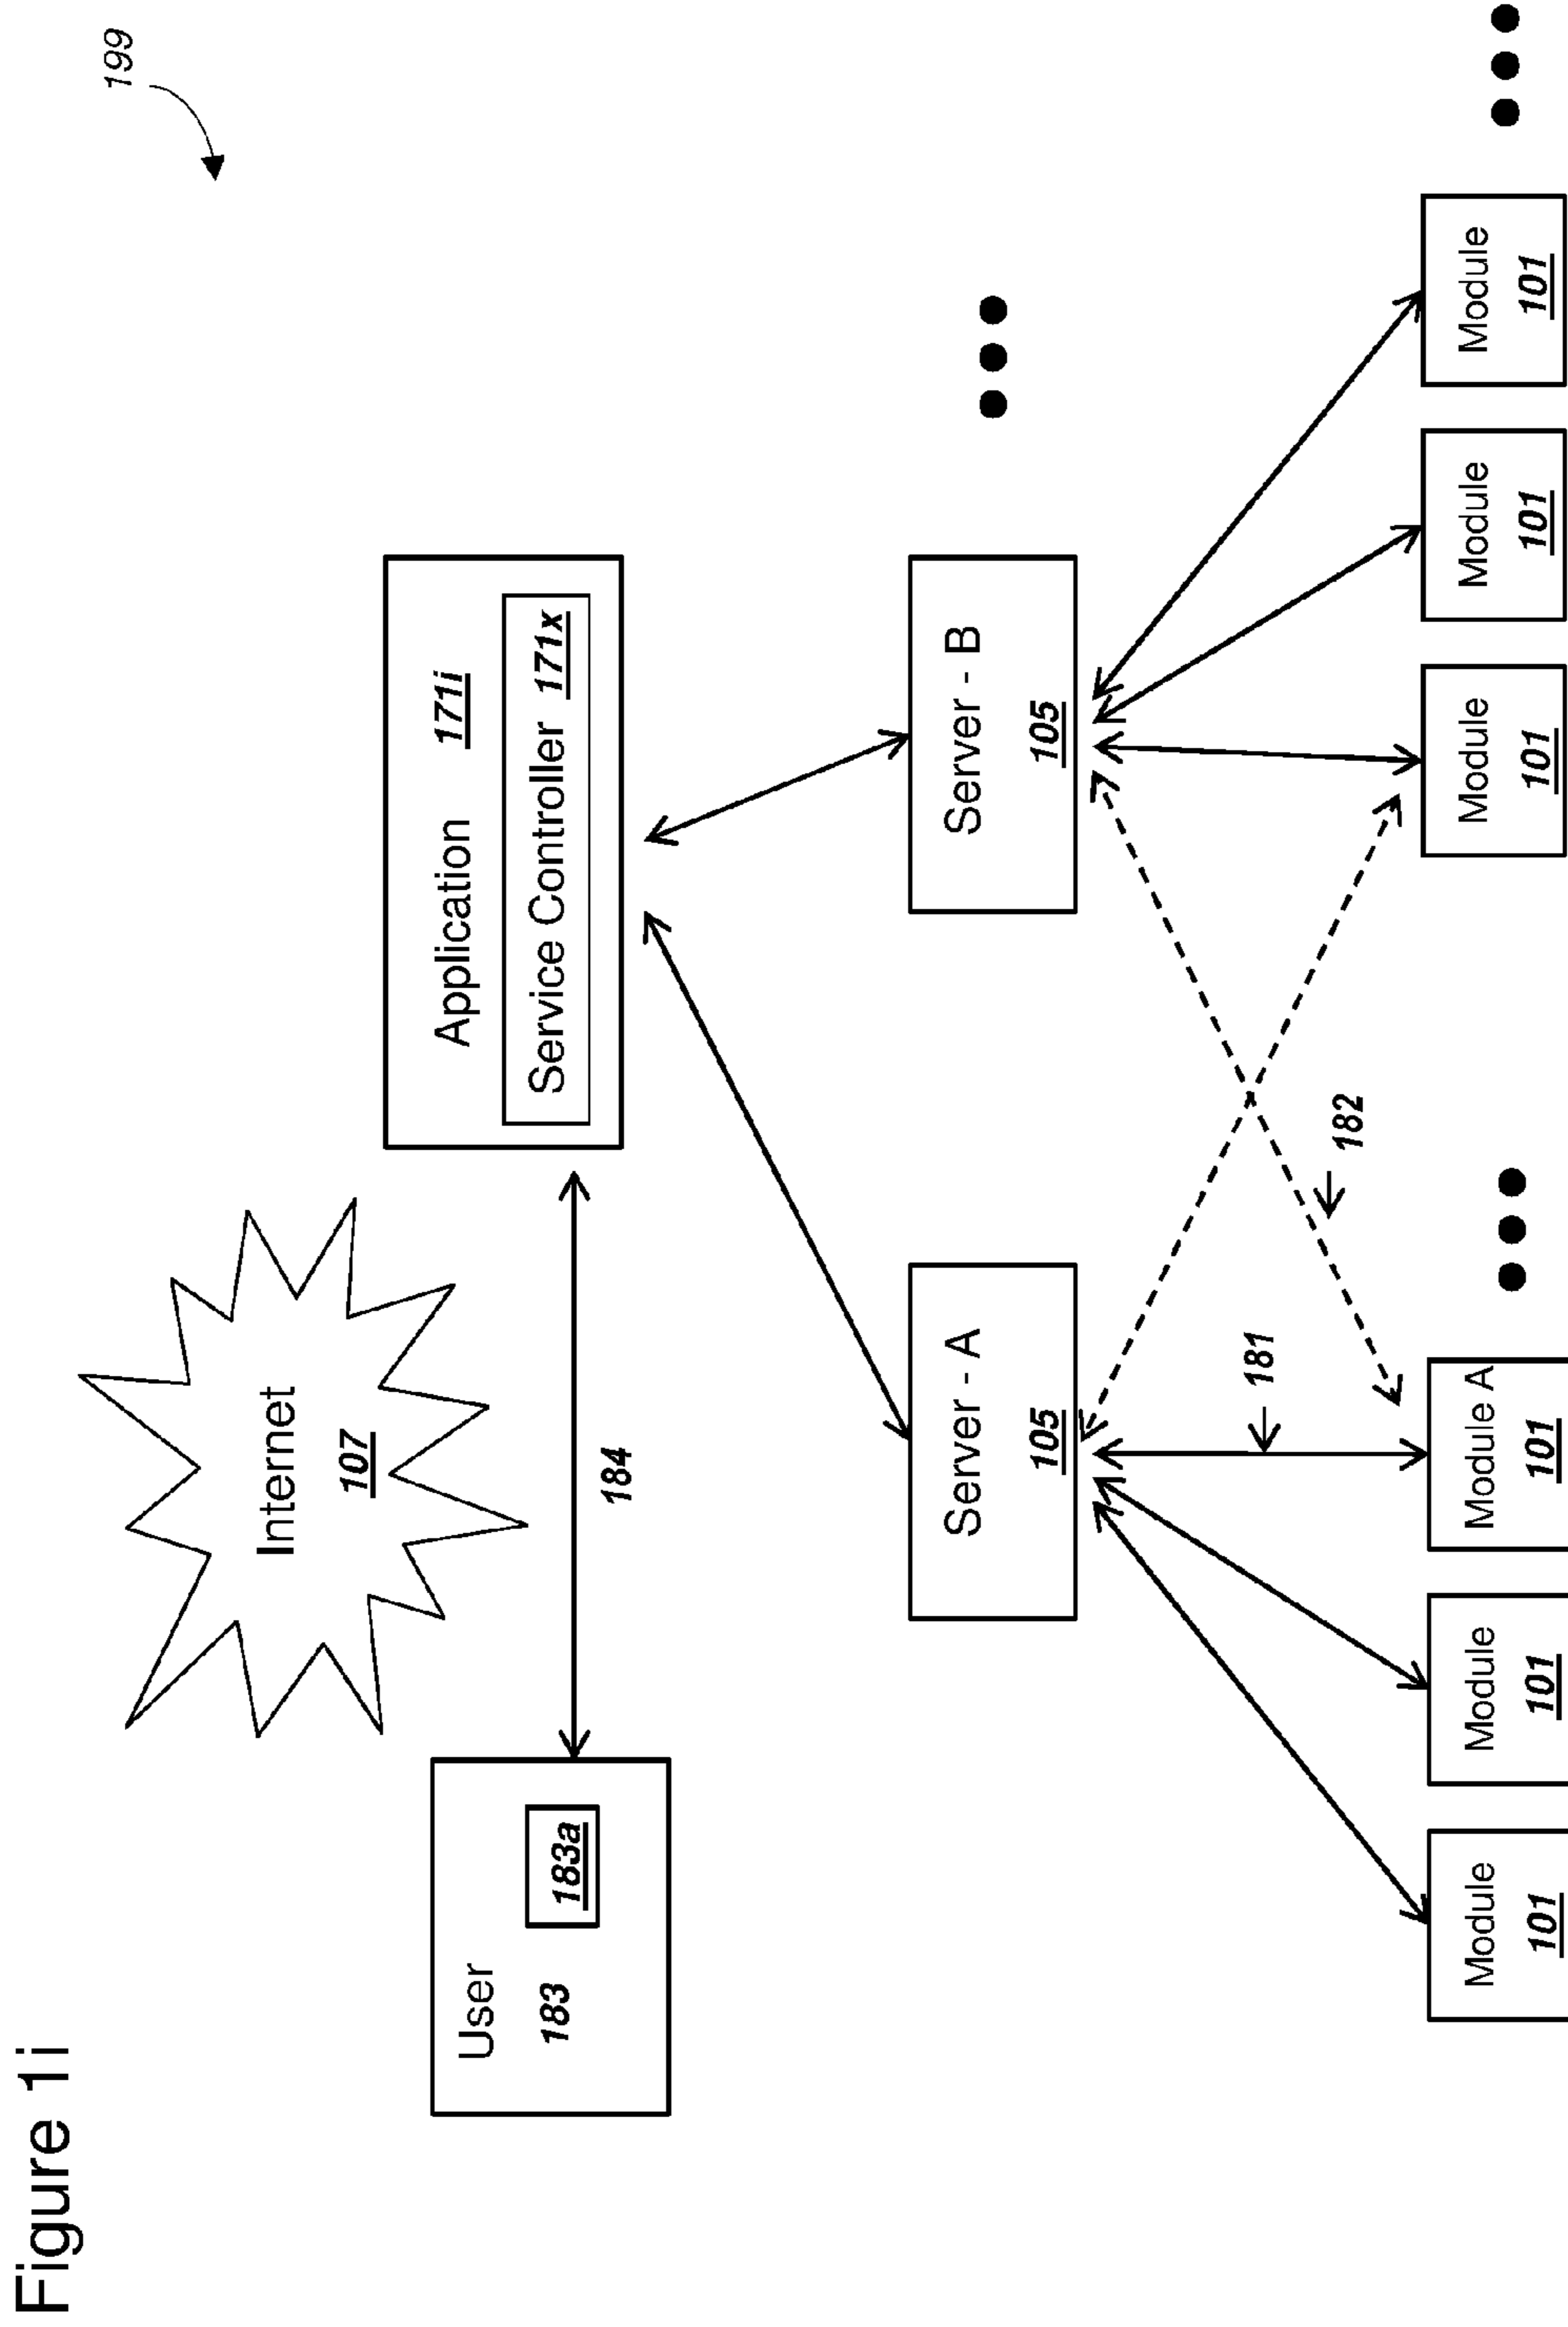 Figure 1i
199
Internet
107
User
183
183a
184
Application 171i
Service Controller 171x
Server - A
105
Server - B
105
181
182
Module
101
Module
101
Module A
101
Module
101
Module
101
Module
101